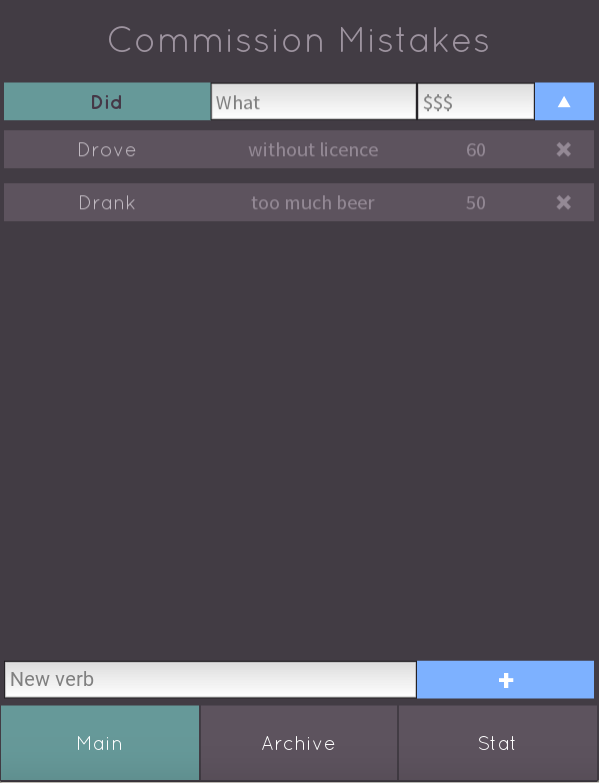 Commission Mistakes
Did What $$$
Drove without licence 60
Drank too much beer 50
New verb
Main Archive Stat